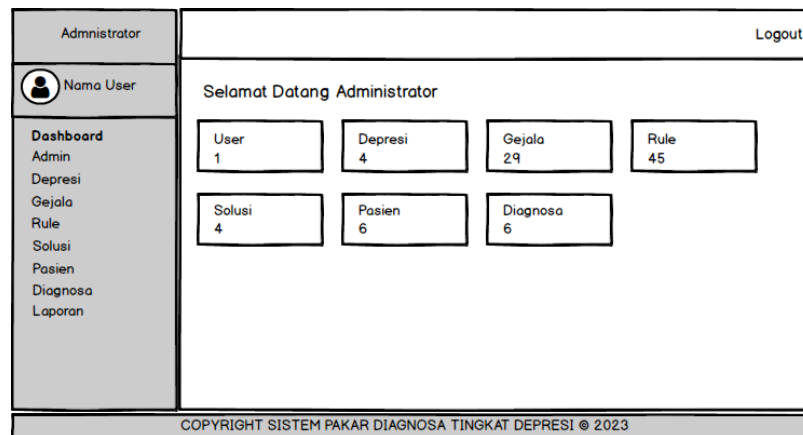 Admnistrator
Logout
Nama User
Selamat Datang Administrator
Dashboard
Admin
Depresi
Gejala
Rule
Solusi
Pasien
Diagnosa
Laporan
User
1
Depresi
4
Gejala
29
Rule
45
Solusi
4
Pasien
6
Diagnosa
6
COPYRIGHT SISTEM PAKAR DIAGNOSA TINGKAT DEPRESI © 2023